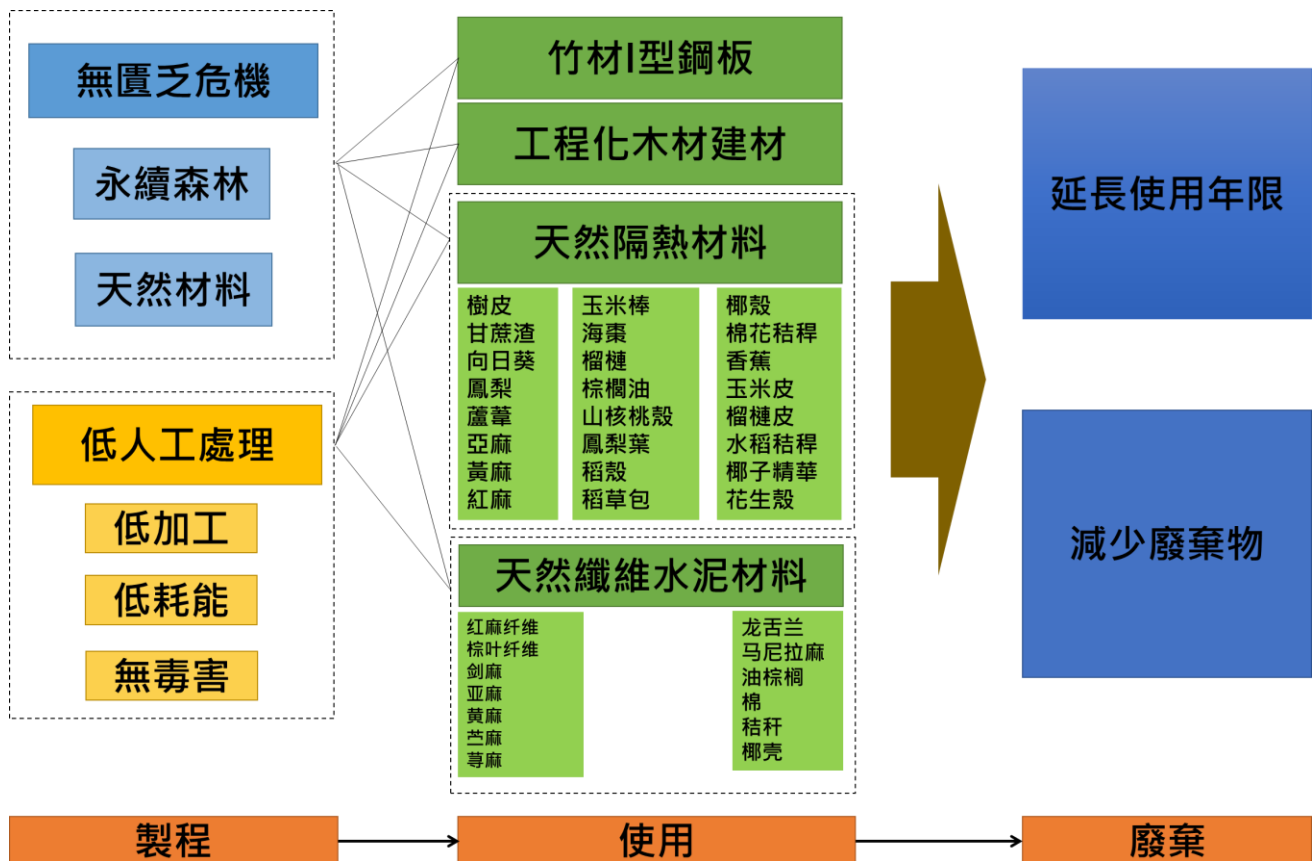 無匱乏危機
永續森林
天然材料
低人工處理
低加工
低耗能
無毒害
竹材I型鋼板
工程化木材建材
天然隔熱材料
樹皮
甘蔗渣
向日葵
鳳梨
蘆葦
亞麻
黃麻
紅麻
玉米棒
海棗
榴槤
棕櫚油
山核桃殼
鳳梨葉
稻殼
稻草包
椰殼
棉花秸稈
香蕉
玉米皮
榴槤皮
水稻秸稈
椰子精華
花生殼
天然纖維水泥材料
红麻纤维
棕叶纤维
剑麻
亚麻
黄麻
苎麻
荨麻
龙舌兰
马尼拉麻
油棕榈
棉
秸秆
椰壳
延長使用年限
減少廢棄物
製程
使用
廢棄